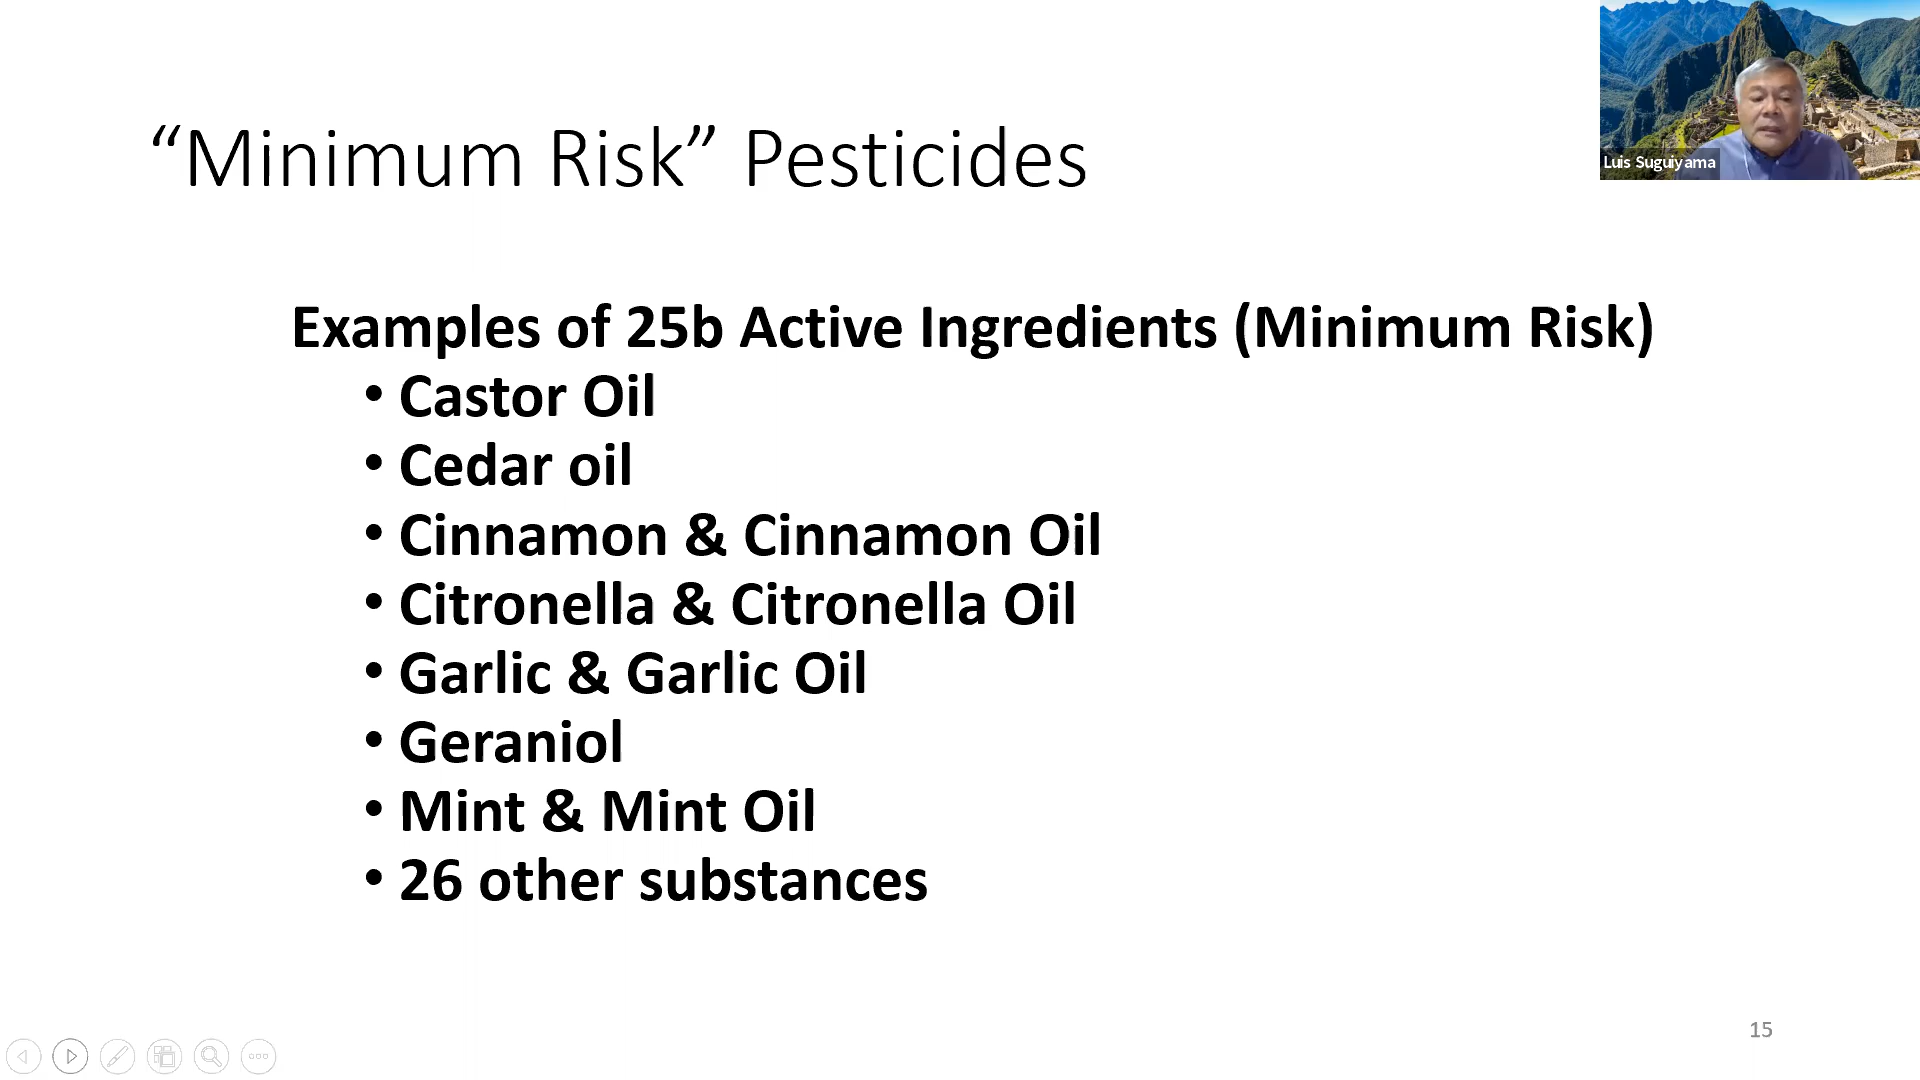 Luis Suguiyama
“Minimum Risk” Pesticides
Examples of 25b Active Ingredients (Minimum Risk)
• Castor Oil
• Cedar oil
• Cinnamon & Cinnamon Oil
• Citronella & Citronella Oil
• Garlic & Garlic Oil
• Geraniol
• Mint & Mint Oil
• 26 other substances
15